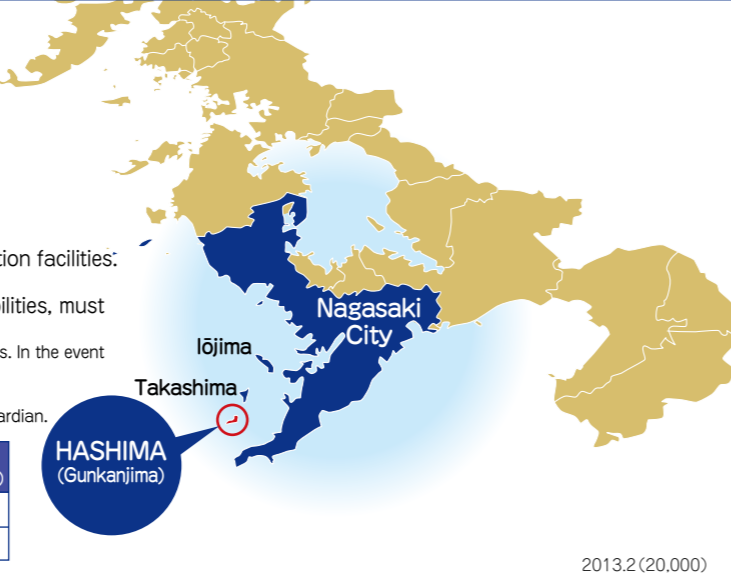 tion facilities.
ilities, must
s. In the event
ardian.
)
Nagasaki
City
Iōjima
Takashima
HASHIMA
(Gunkanjima)
2013.2(20,000)